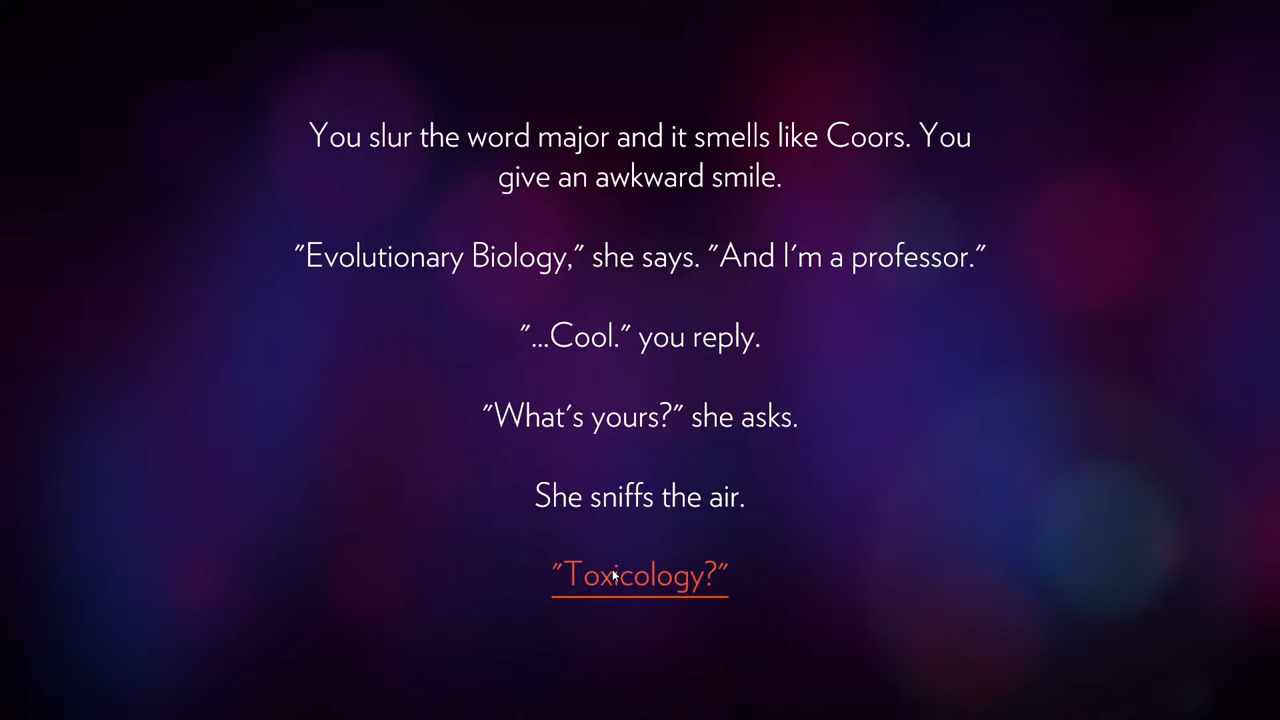 You slur the word major and it smells like Coors. You
give an awkward smile.
"Evolutionary Biology," she says. "And I'm a professor."
"...Cool." you reply.
"What's yours?" she asks.
She sniffs the air.
"Toxicology?"